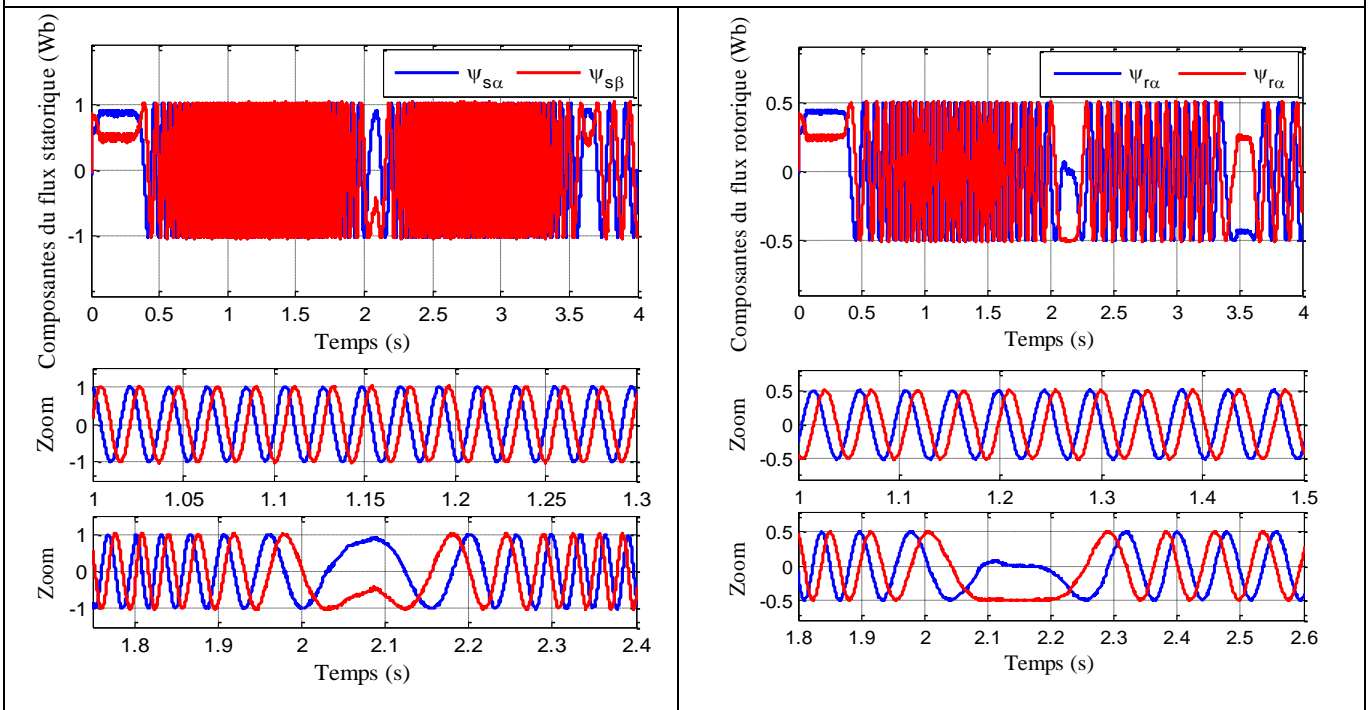 Composantes du flux statorique (Wb)
ψsα ψsβ
1
0
-1
0 0.5 1 1.5 2 2.5 3 3.5 4
Temps (s)
Zoom
1
0
-1
1 1.05 1.1 1.15 1.2 1.25 1.3
Zoom
1
0
-1
1.8 1.9 2 2.1 2.2 2.3 2.4
Temps (s)
Composantes du flux rotorique (Wb)
ψrα ψrα
0.5
0
-0.5
0 0.5 1 1.5 2 2.5 3 3.5 4
Temps (s)
Zoom
0.5
0
-0.5
1 1.1 1.2 1.3 1.4 1.5
Zoom
0.5
0
-0.5
1.8 1.9 2 2.1 2.2 2.3 2.4 2.5 2.6
Temps (s)